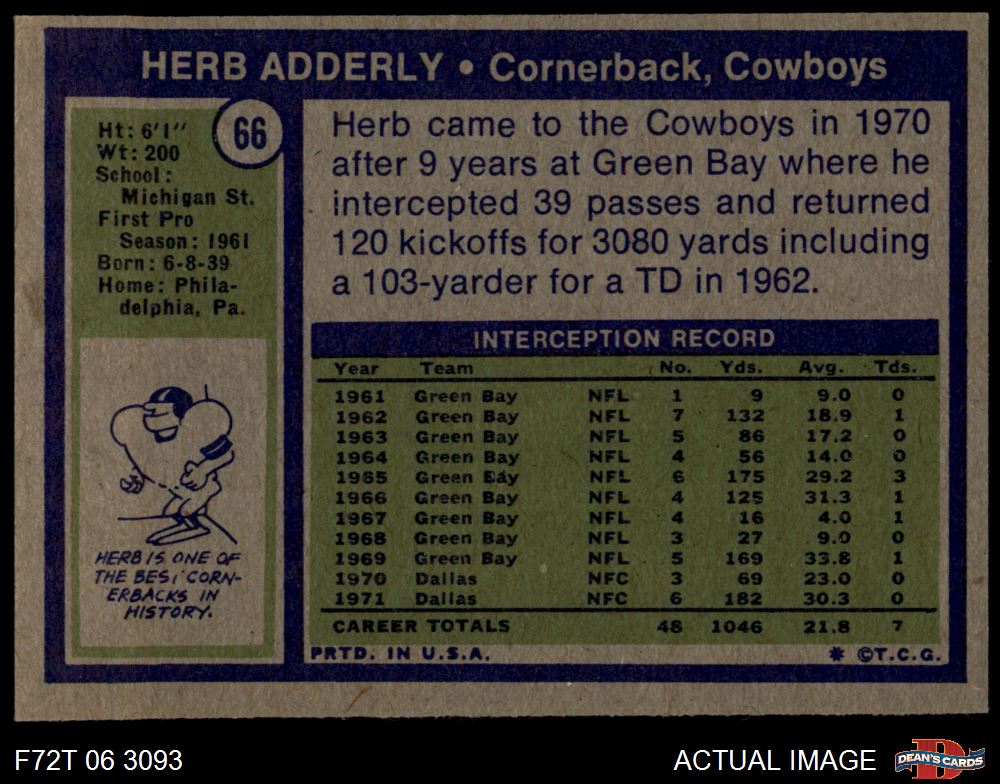 HERB ADDERLY • Cornerback, Cowboys
66
Ht: 6'1"
Wt: 200
School:
Michigan St.
First Pro
Season: 1961
Born: 6-8-39
Home: Phila-
delphia, Pa.
HERB IS ONE OF
THE BEST CORN-
ERBACKS IN
HISTORY.
Herb came to the Cowboys in 1970
after 9 years at Green Bay where he
intercepted 39 passes and returned
120 kickoffs for 3080 yards including
a 103-yarder for a TD in 1962.
INTERCEPTION RECORD
Year Team No. Yds. Avg. Tds.
1961 Green Bay NFL 1 9 9.0 0
1962 Green Bay NFL 7 132 18.9 1
1963 Green Bay NFL 5 86 17.2 0
1964 Green Bay NFL 4 56 14.0 0
1965 Green Bay NFL 6 175 29.2 3
1966 Green Bay NFL 4 125 31.3 1
1967 Green Bay NFL 4 16 4.0 1
1968 Green Bay NFL 3 27 9.0 0
1969 Green Bay NFL 5 169 33.8 1
1970 Dallas NFC 3 69 23.0 0
1971 Dallas NFC 6 182 30.3 0
CAREER TOTALS 48 1046 21.8 7
PRTD. IN U.S.A. * ©T.C.G.
F72T 06 3093 ACTUAL IMAGE
D
DEAN'S CARDS